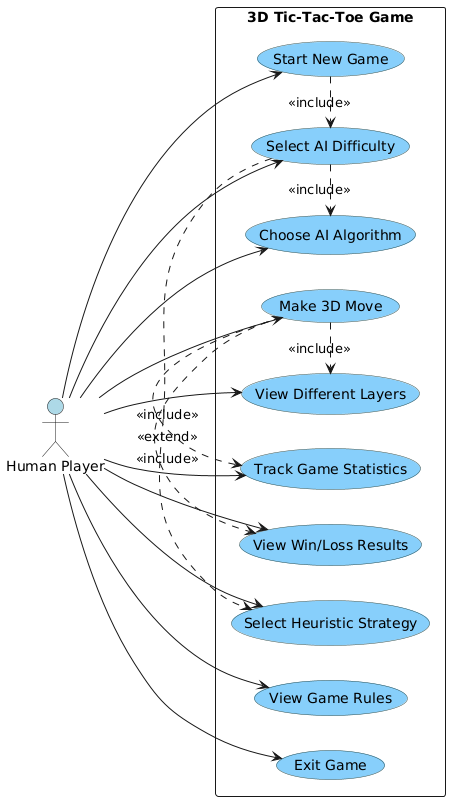 3D Tic-Tac-Toe Game
Start New Game
«include»
Select AI Difficulty
«include»
Choose AI Algorithm
Make 3D Move
«include»
View Different Layers
«include»
«extend»
«include»
Human Player
Track Game Statistics
View Win/Loss Results
Select Heuristic Strategy
View Game Rules
Exit Game